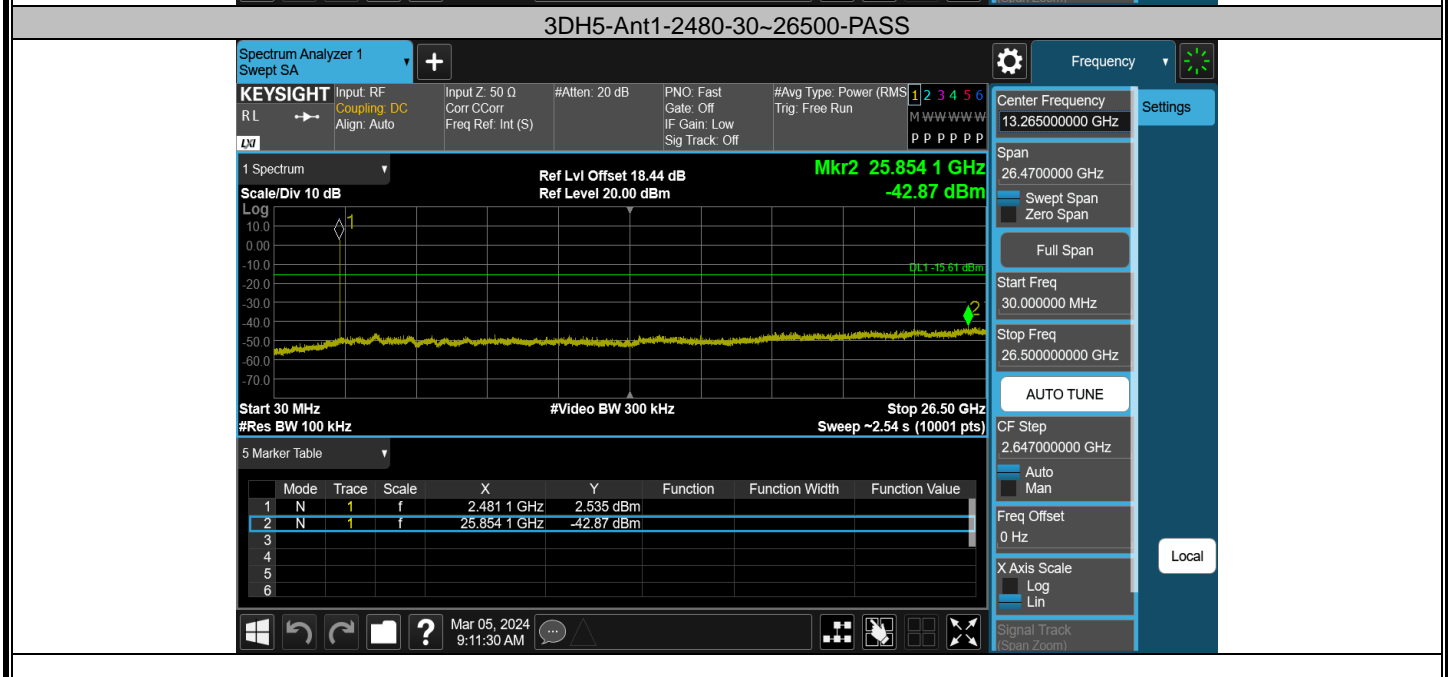 3DH5-Ant1-2480-30~26500-PASS
Spectrum Analyzer 1
Swept SA
Frequency
KEYSIGHT
R L
LXI
Input: RF
Coupling: DC
Align: Auto
Input Z: 50 Ω
Corr CCorr
Freq Ref: Int (S)
#Atten: 20 dB
PNO: Fast
Gate: Off
IF Gain: Low
Sig Track: Off
#Avg Type: Power (RMS
Trig: Free Run
1 2 3 4 5 6
M W W W W W
P P P P P P
1 Spectrum
Scale/Div 10 dB
Ref Lvl Offset 18.44 dB
Ref Level 20.00 dBm
Mkr2 25.854 1 GHz
-42.87 dBm
Log
10.0
0.00
-10.0
-20.0
-30.0
-40.0
-50.0
-60.0
-70.0
1
DL1 -15.61 dBm
2
Start 30 MHz
#Res BW 100 kHz
#Video BW 300 kHz
Stop 26.50 GHz
Sweep ~2.54 s (10001 pts)
5 Marker Table
Mode Trace Scale X Y Function Function Width Function Value
1 N 1 f 2.481 1 GHz 2.535 dBm
2 N 1 f 25.854 1 GHz -42.87 dBm
3
4
5
6
Mar 05, 2024
9:11:30 AM
Center Frequency
13.265000000 GHz
Settings
Span
26.4700000 GHz
Swept Span
Zero Span
Full Span
Start Freq
30.000000 MHz
Stop Freq
26.500000000 GHz
AUTO TUNE
CF Step
2.647000000 GHz
Auto
Man
Freq Offset
0 Hz
X Axis Scale
Log
Lin
Local
Signal Track
(Span Zoom)